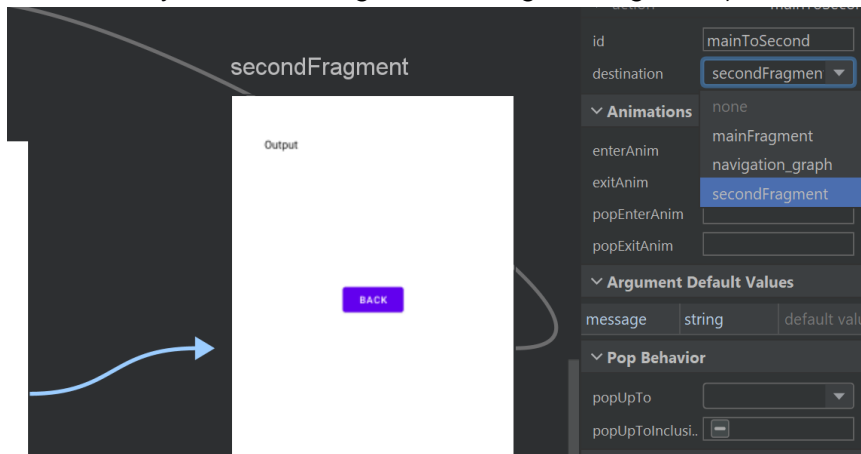 secondFragment
Output
BACK
id mainToSecond
destination secondFragmen
Animations none
mainFragment
enterAnim
navigation_graph
exitAnim
secondFragment
popEnterAnim
popExitAnim
Argument Default Values
message string default valu
Pop Behavior
popUpTo
popUpToInclusi..